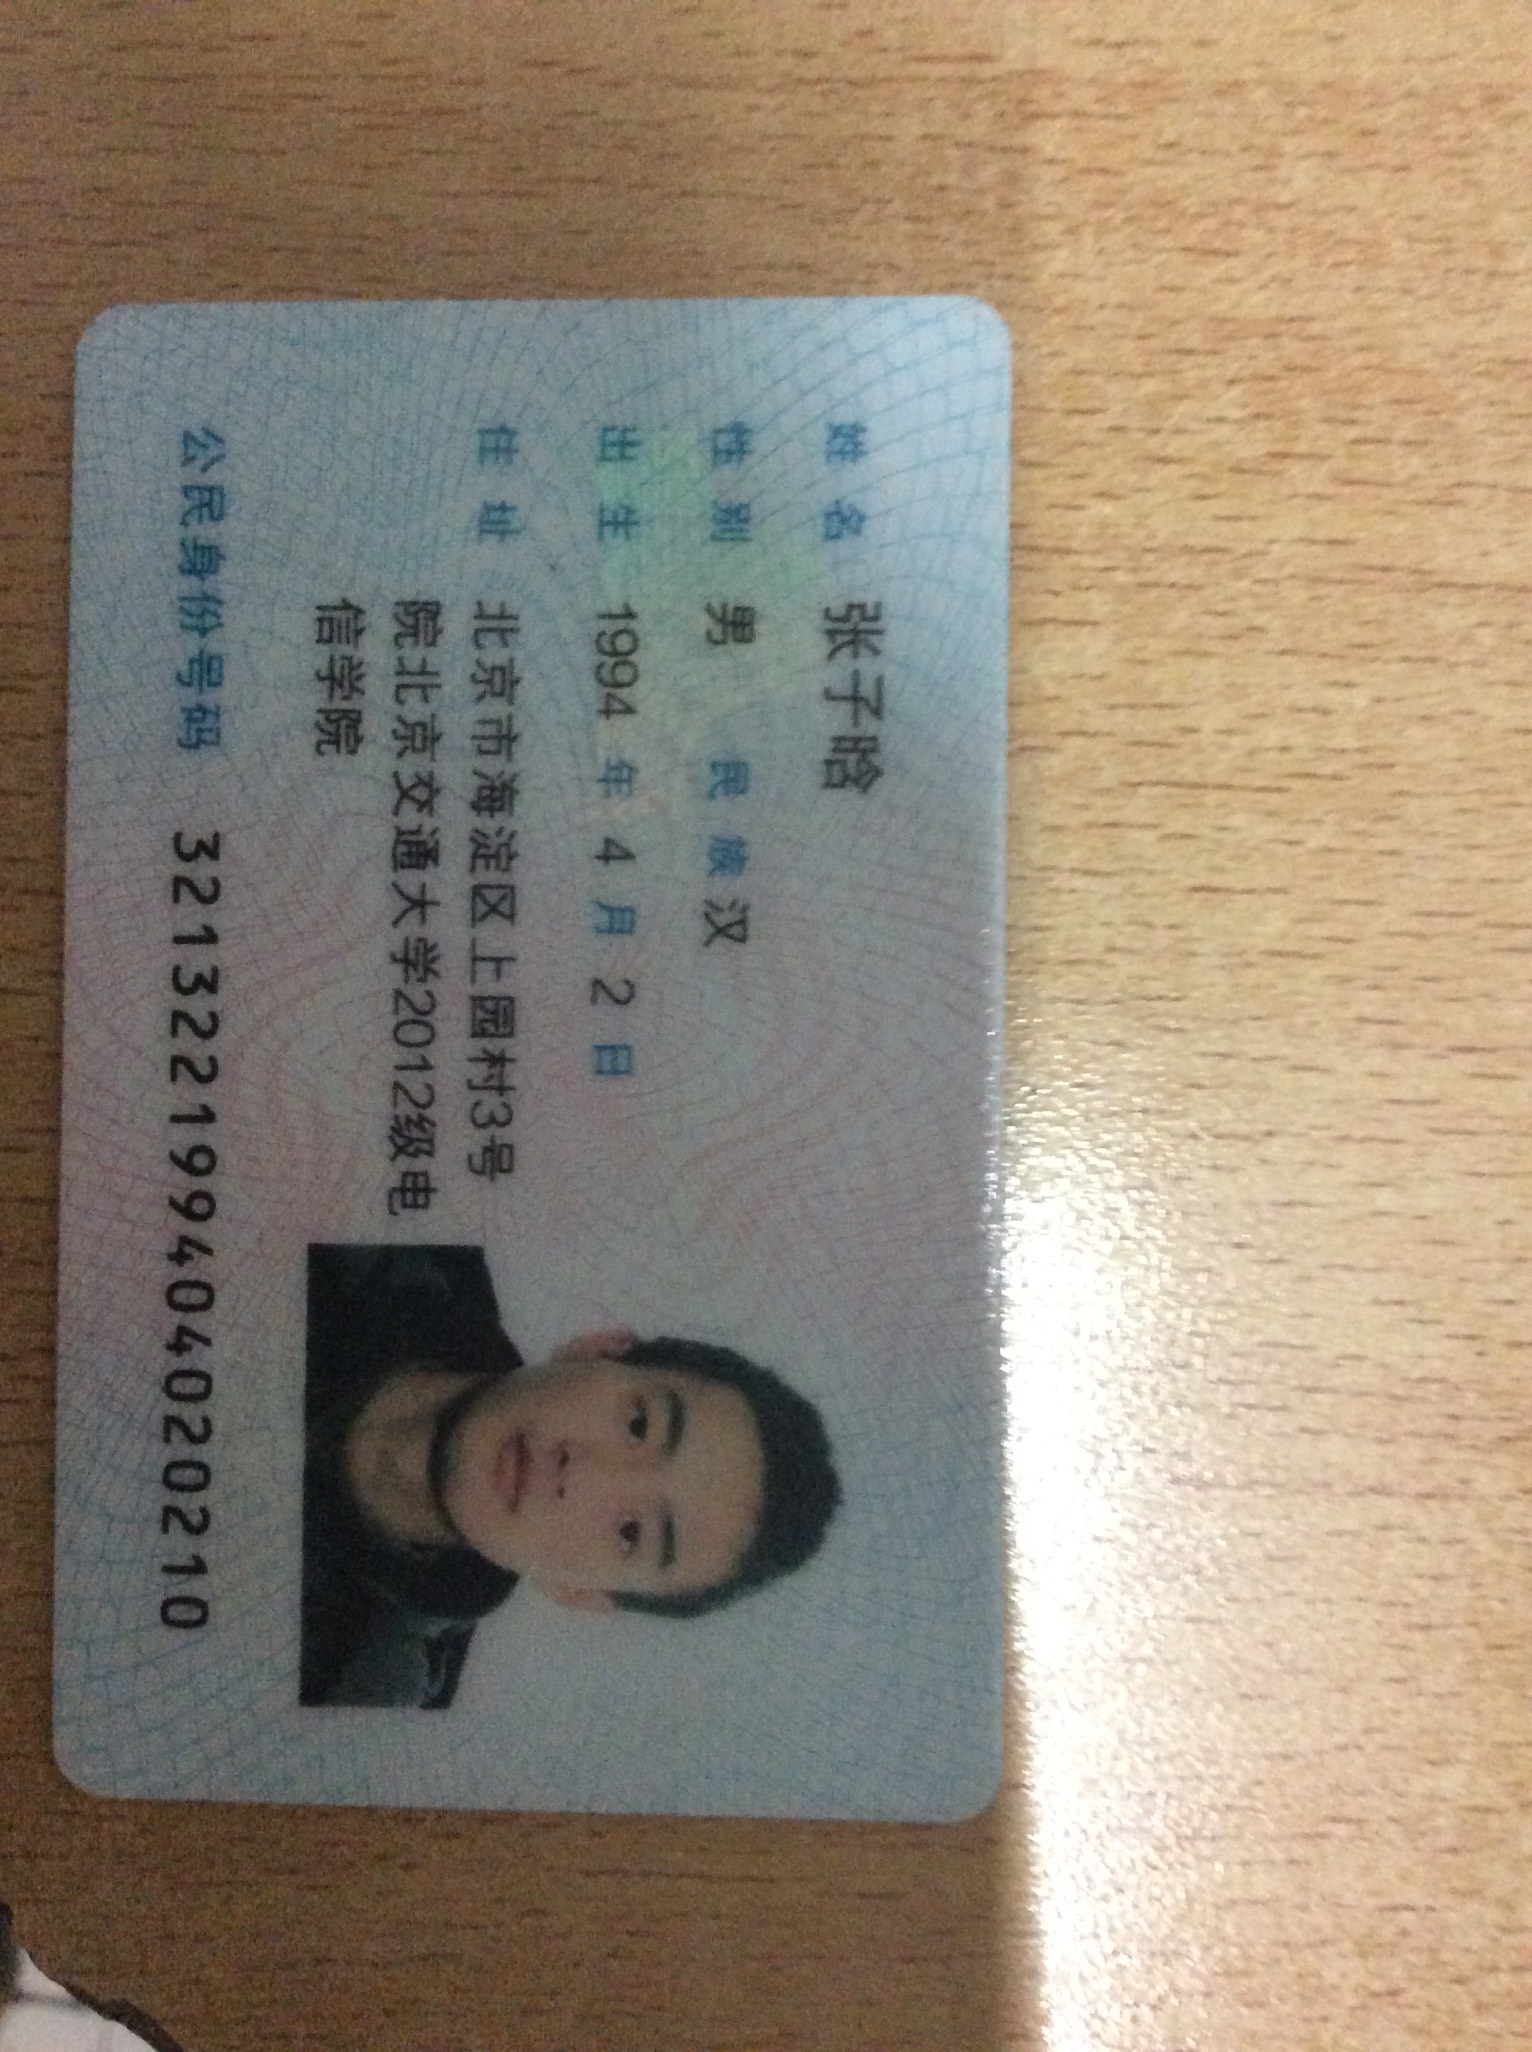 姓名 张子晗
性别 男 民族 汉
出生 1994 年 4 月 2 日
住址 北京市海淀区上园村3号
院北京交通大学2012级电
信学院
公民身份号码 321322199404020210